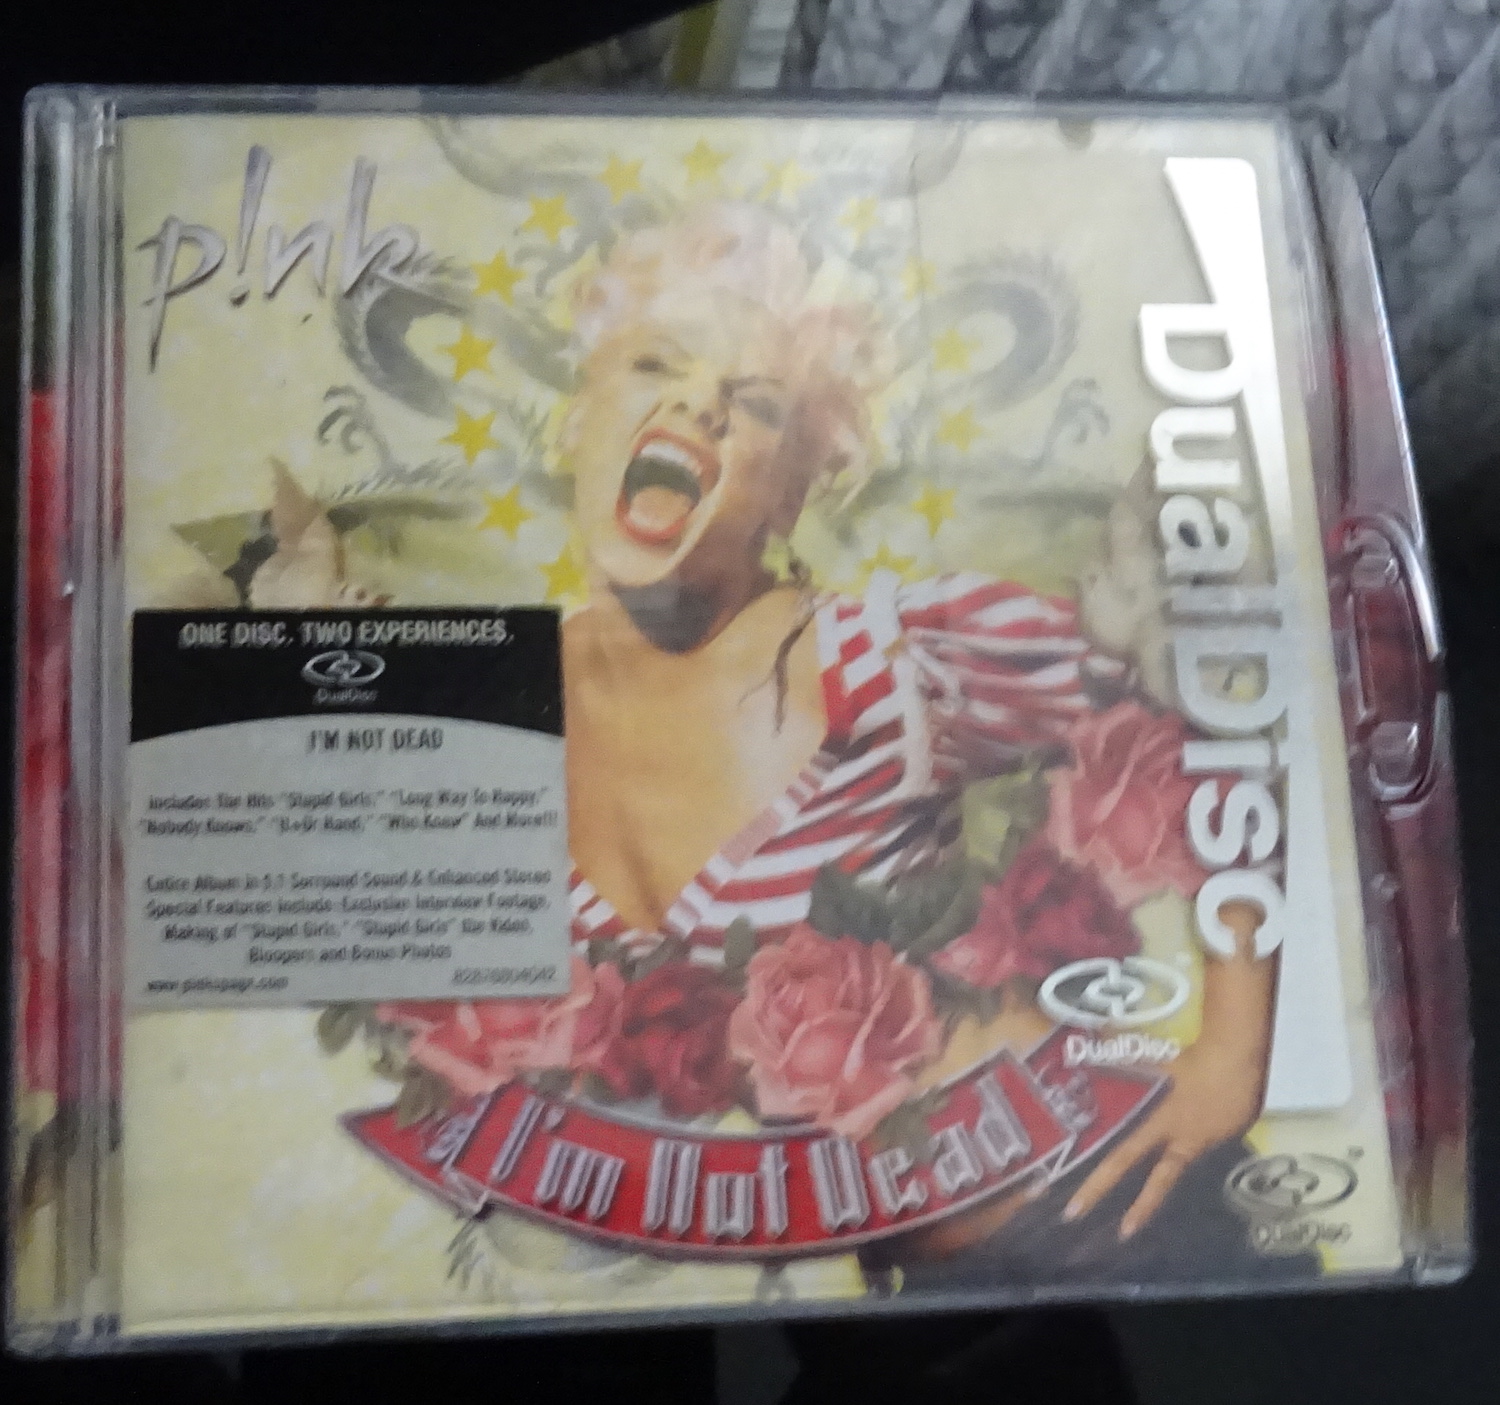 p!nk
DualDisc
ONE DISC. TWO EXPERIENCES.
DualDisc
I'M NOT DEAD
Includes The Hits "Stupid Girls," "Long Way To Happy,"
"Nobody Knows," "U+Ur Hand," "Who Knew" And More!!!
Entire Album in 5.1 Surround Sound & Enhanced Stereo
Special Features Include: Exclusive Interview Footage,
Making of "Stupid Girls," "Stupid Girls" the Video,
Bloopers and Bonus Photos
www.pinkspage.com
DualDisc
I'm Not Dead
DualDisc